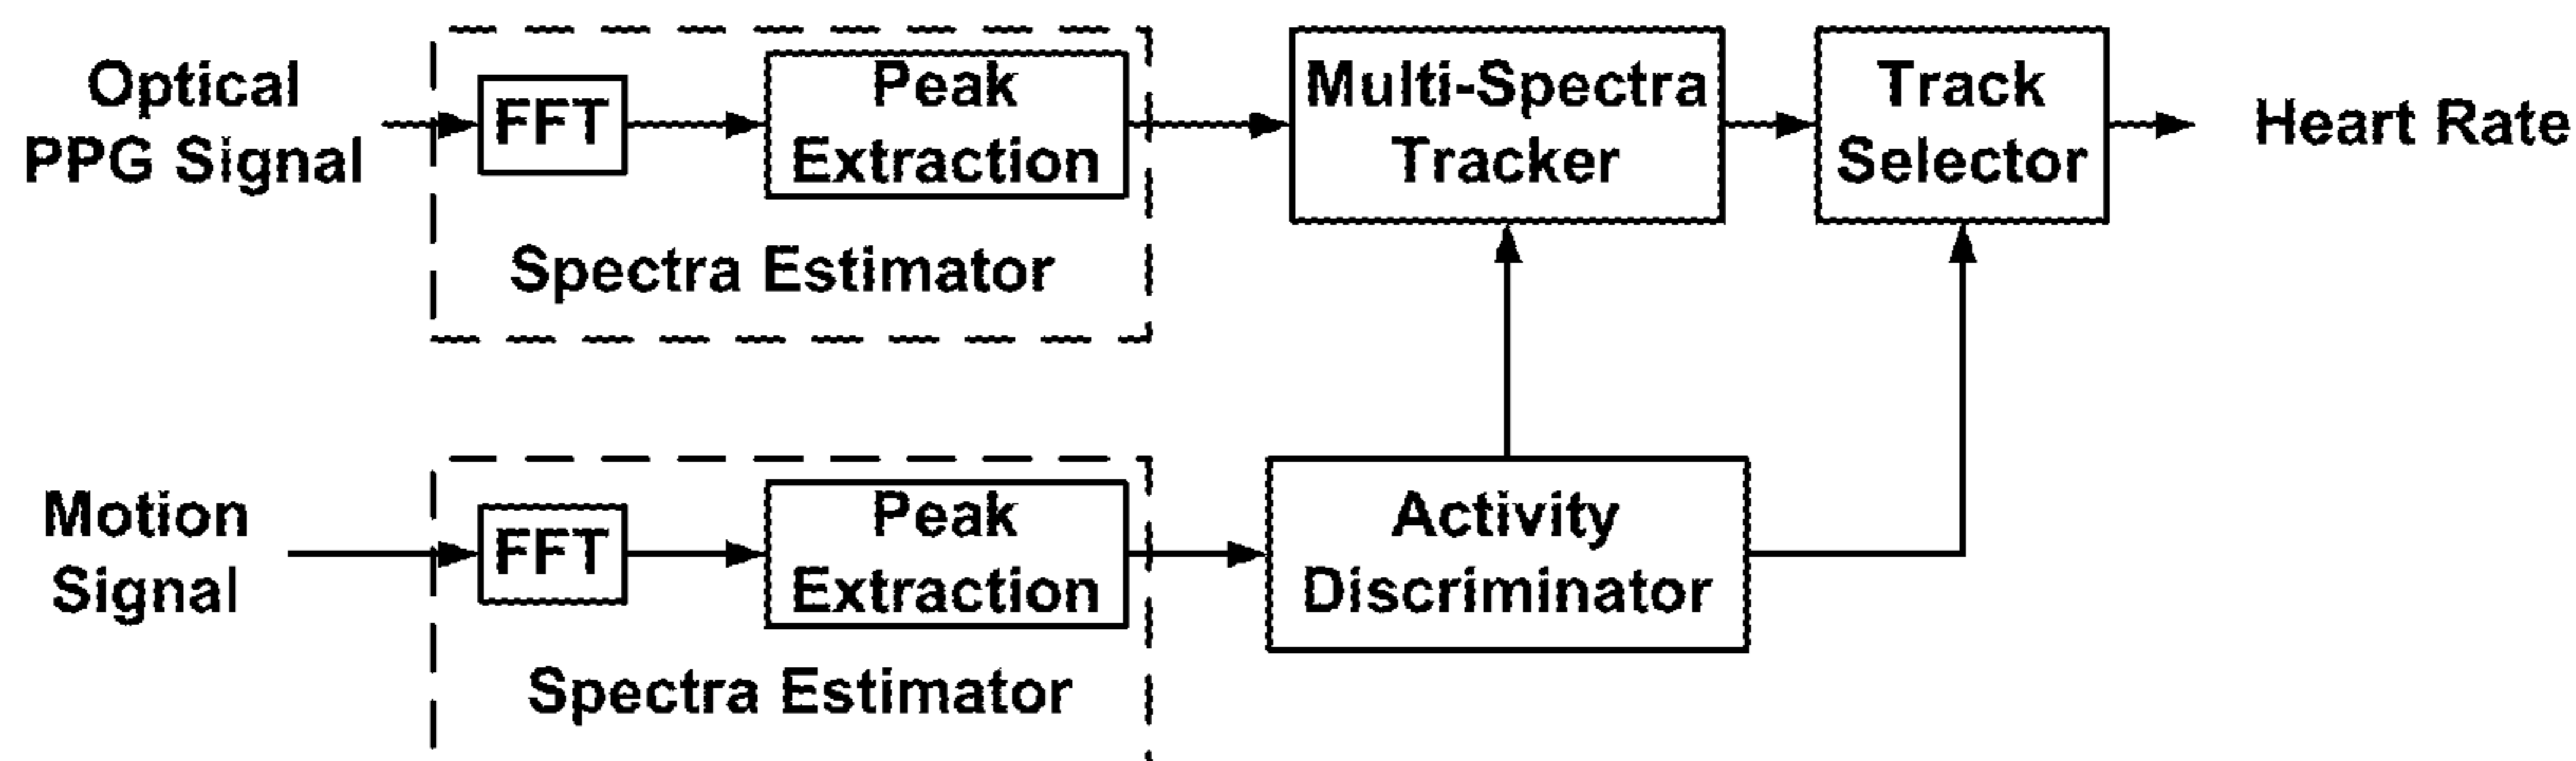 Optical
PPG Signal
FFT
Peak
Extraction
Spectra Estimator
Multi-Spectra
Tracker
Track
Selector
Heart Rate
Motion
Signal
FFT
Peak
Extraction
Spectra Estimator
Activity
Discriminator